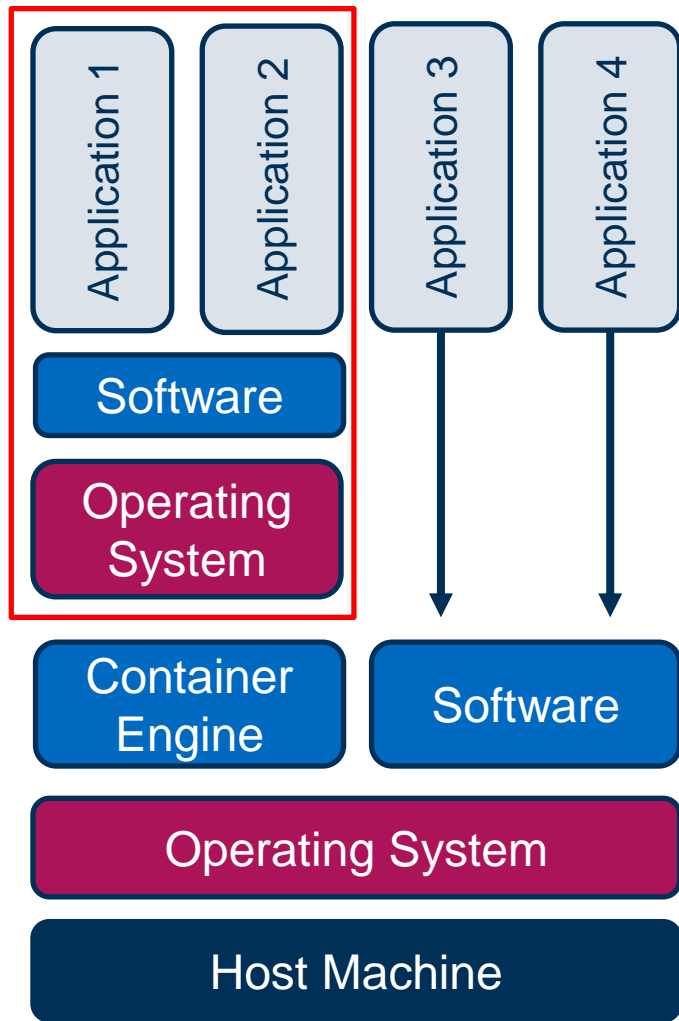 Application 1
Application 2
Application 3
Application 4
Software
Operating
System
Container
Engine
Software
Operating System
Host Machine